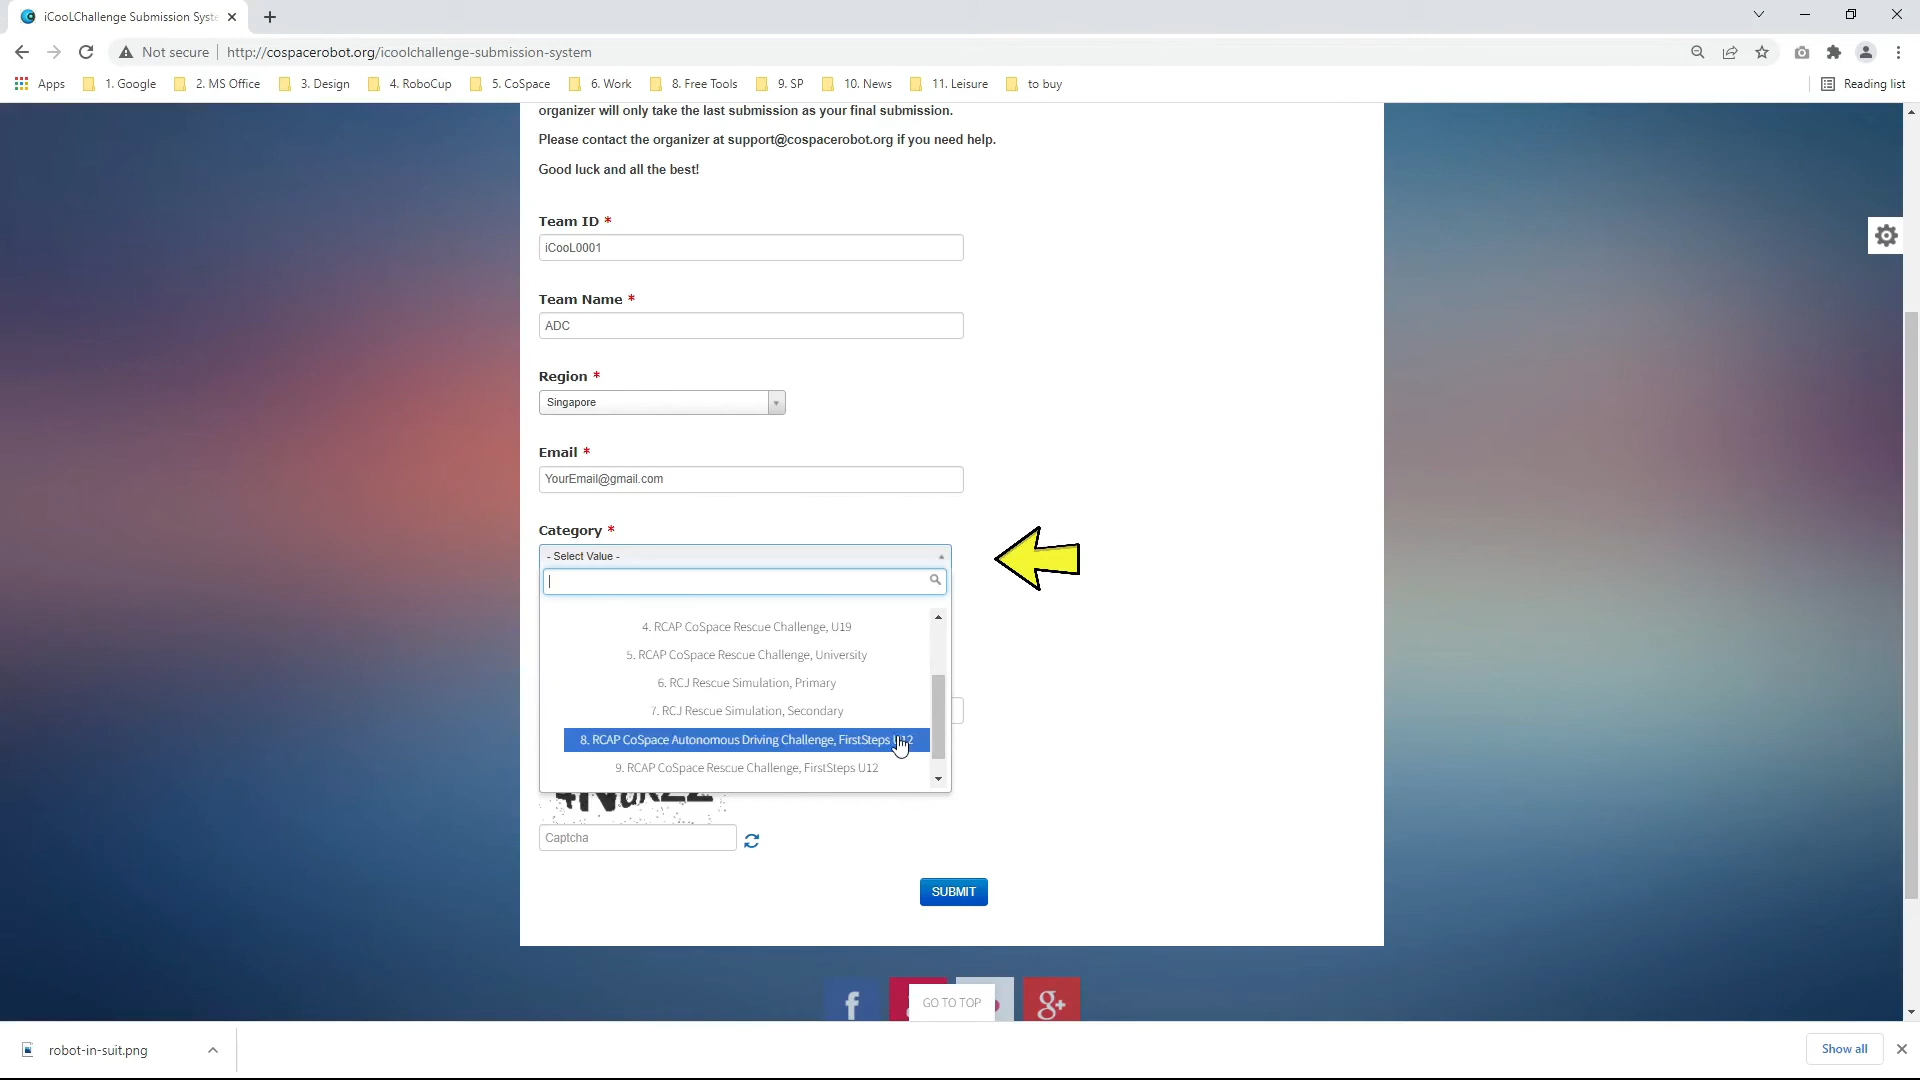 iCooLChallenge Submission Syste
Not secure
http://cospacerobot.org/icoolchallenge-submission-system
Apps
1. Google
2. MS Office
3. Design
4. RoboCup
5. CoSpace
6. Work
8. Free Tools
9. SP
10. News
11. Leisure
to buy
Reading list
organizer will only take the last submission as your final submission.
Please contact the organizer at support@cospacerobot.org if you need help.
Good luck and all the best!
Team ID *
iCooL0001
Team Name *
ADC
Region *
Singapore
Email *
YourEmail@gmail.com
Category *
- Select Value -
4. RCAP CoSpace Rescue Challenge, U19
5. RCAP CoSpace Rescue Challenge, University
6. RCJ Rescue Simulation, Primary
7. RCJ Rescue Simulation, Secondary
8. RCAP CoSpace Autonomous Driving Challenge, FirstSteps U12
9. RCAP CoSpace Rescue Challenge, FirstSteps U12
Captcha
SUBMIT
f
g+
GO TO TOP
robot-in-suit.png
Show all